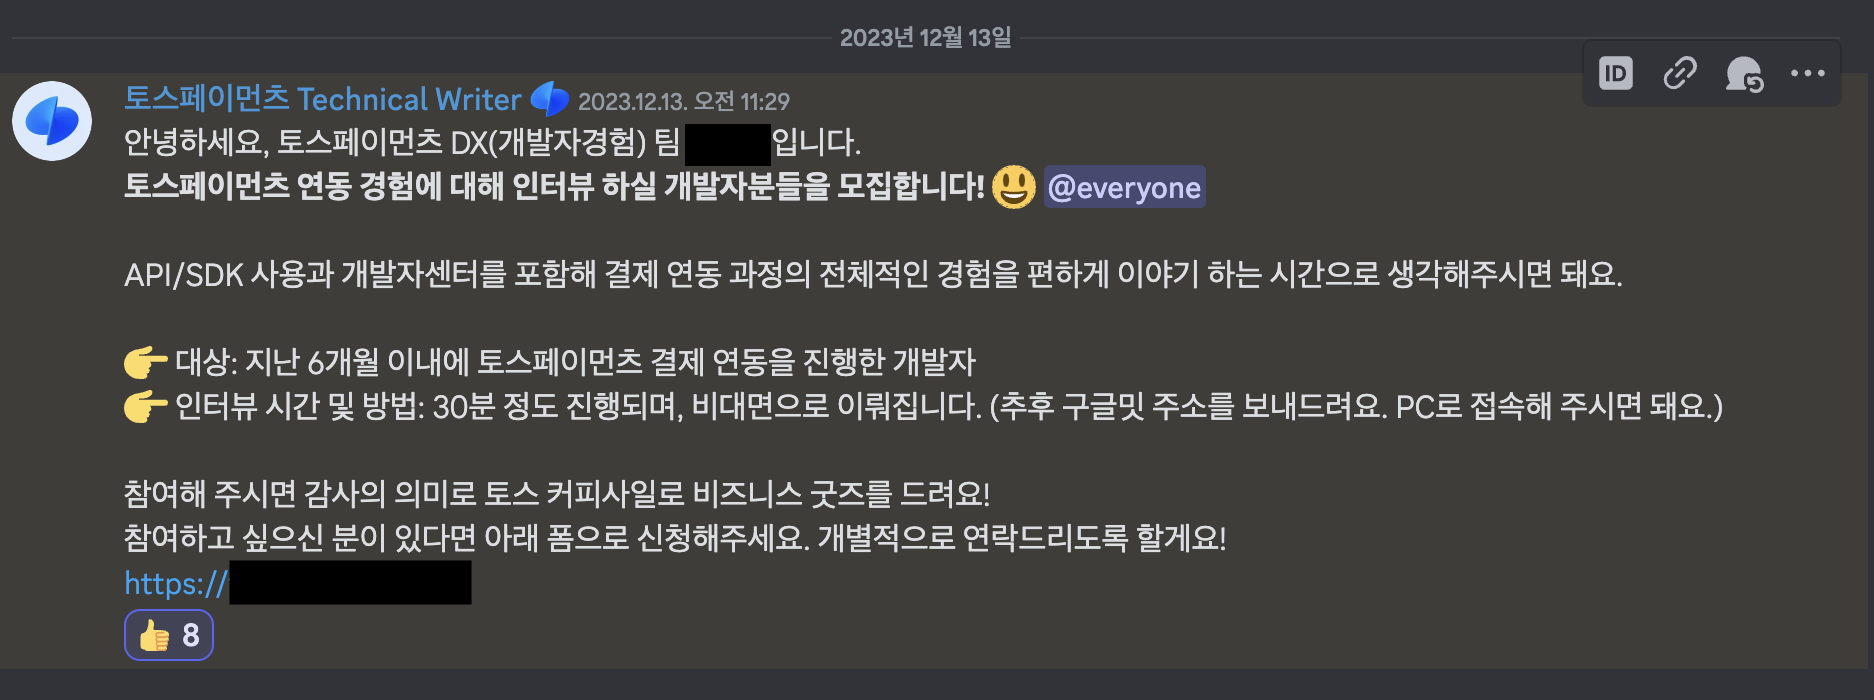 2023년 12월 13일
ID
토스페이먼츠 Technical Writer 2023.12.13. 오전 11:29
안녕하세요, 토스페이먼츠 DX(개발자경험) 팀 입니다.
토스페이먼츠 연동 경험에 대해 인터뷰 하실 개발자분들을 모집합니다! 😃 @everyone
API/SDK 사용과 개발자센터를 포함해 결제 연동 과정의 전체적인 경험을 편하게 이야기 하는 시간으로 생각해주시면 돼요.
👉 대상: 지난 6개월 이내에 토스페이먼츠 결제 연동을 진행한 개발자
👉 인터뷰 시간 및 방법: 30분 정도 진행되며, 비대면으로 이뤄집니다. (추후 구글밋 주소를 보내드려요. PC로 접속해 주시면 돼요.)
참여해 주시면 감사의 의미로 토스 커피사일로 비즈니스 굿즈를 드려요!
참여하고 싶으신 분이 있다면 아래 폼으로 신청해주세요. 개별적으로 연락드리도록 할게요!
https://
👍 8